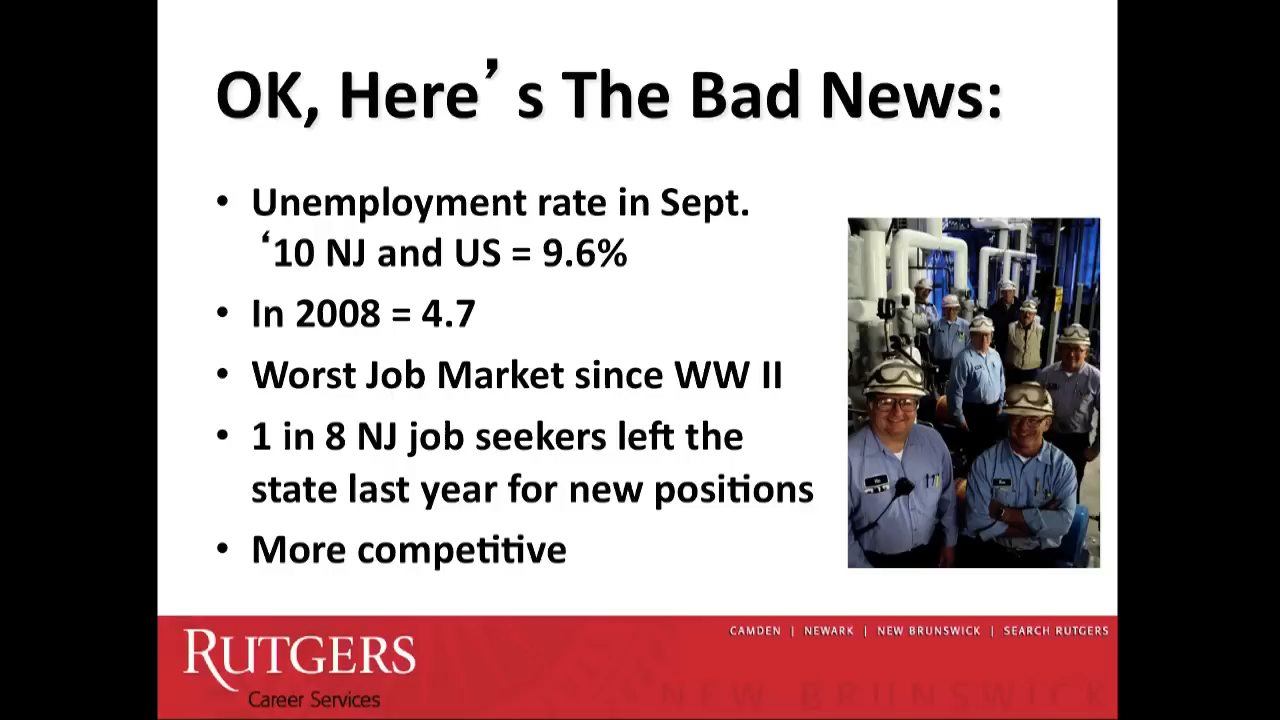 OK, Here’s The Bad News:
• Unemployment rate in Sept.
‘10 NJ and US = 9.6%
• In 2008 = 4.7
• Worst Job Market since WW II
• 1 in 8 NJ job seekers left the
state last year for new positions
• More competitive
CAMDEN | NEWARK | NEW BRUNSWICK | SEARCH RUTGERS
RUTGERS
Career Services
NEW BRUNSWICK